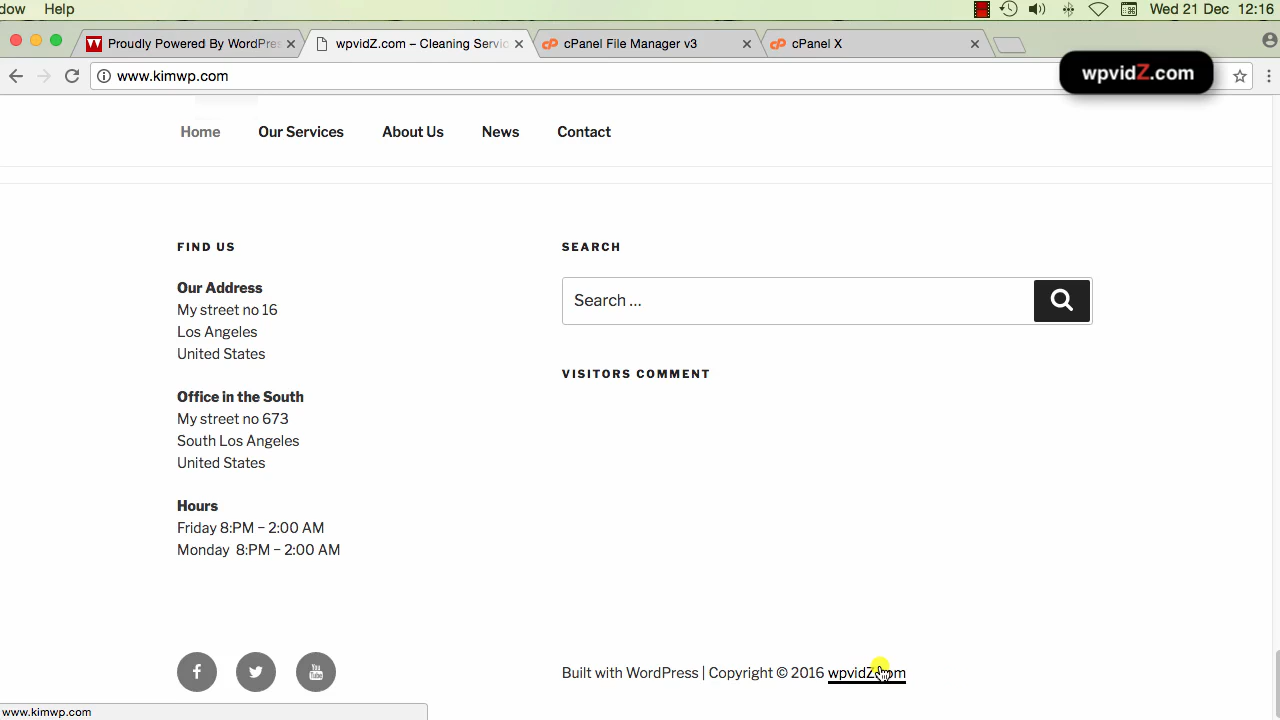 dow Help
Wed 21 Dec 12:16
Proudly Powered By WordPres
wpvidZ.com – Cleaning Servic
cPanel File Manager v3
cPanel X
www.kimwp.com
wpvidZ.com
Home Our Services About Us News Contact
FIND US
Our Address
My street no 16
Los Angeles
United States
Office in the South
My street no 673
South Los Angeles
United States
Hours
Friday 8:PM – 2:00 AM
Monday 8:PM – 2:00 AM
SEARCH
Search …
VISITORS COMMENT
You
Tube
Built with WordPress | Copyright © 2016 wpvidZ.com
www.kimwp.com